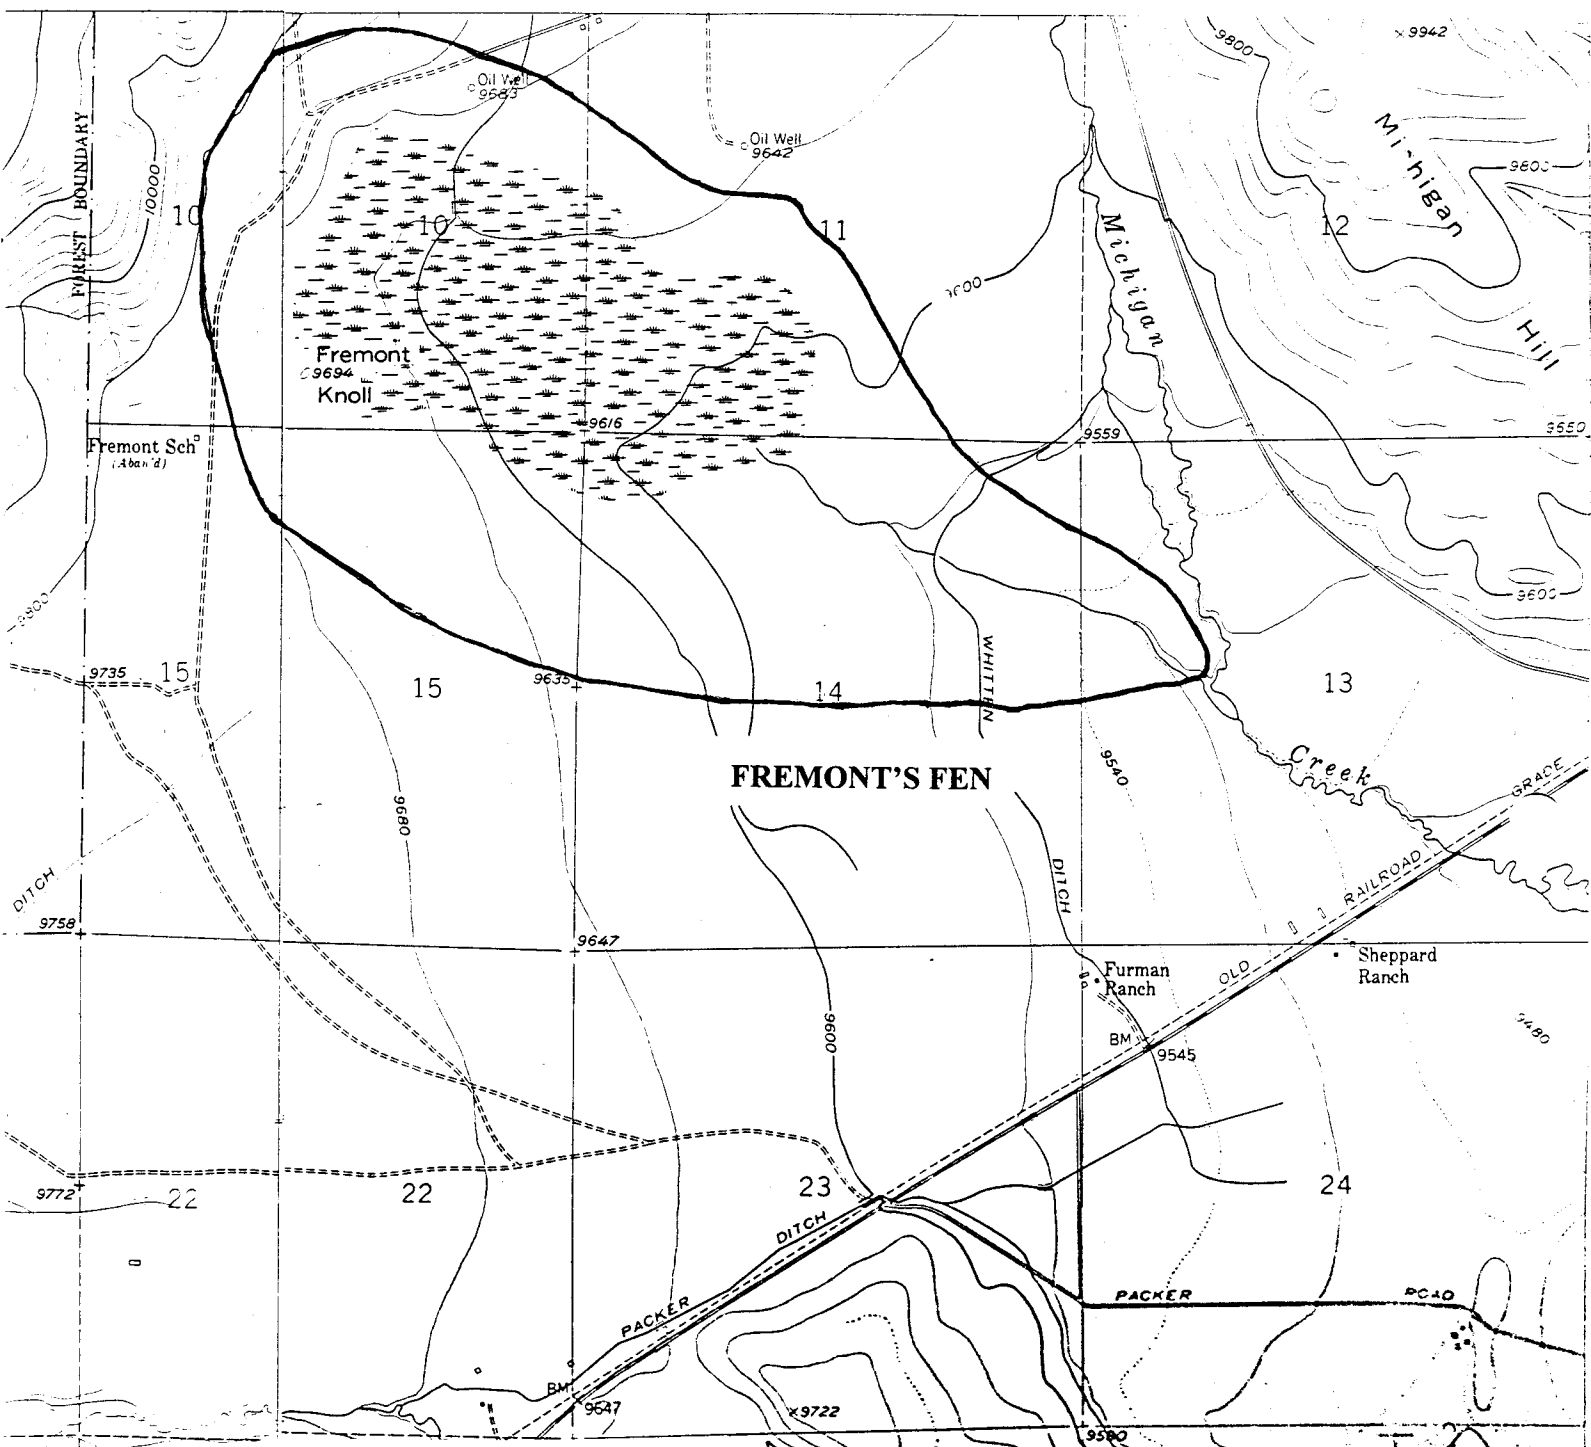 9942
9800
Oil Well
9683
Oil Well
9642
FOREST BOUNDARY
10000
Michigan
9800
10
10
11
12
Michigan
9600
Hill
Fremont
9694
Knoll
9616
9559
9550
Fremont Sch
(Aban'd)
9800
9600
9735
15
15
9635
14
WHITTEN
13
FREMONT'S FEN
9540
Creek
GRADE
9680
DITCH
DITCH
RAILROAD
9758
9647
Furman
Ranch
OLD
Sheppard
Ranch
9600
BM
9545
9480
9772
22
22
23
24
DITCH
PACKER
PACKER ROAD
BM
9647
9722